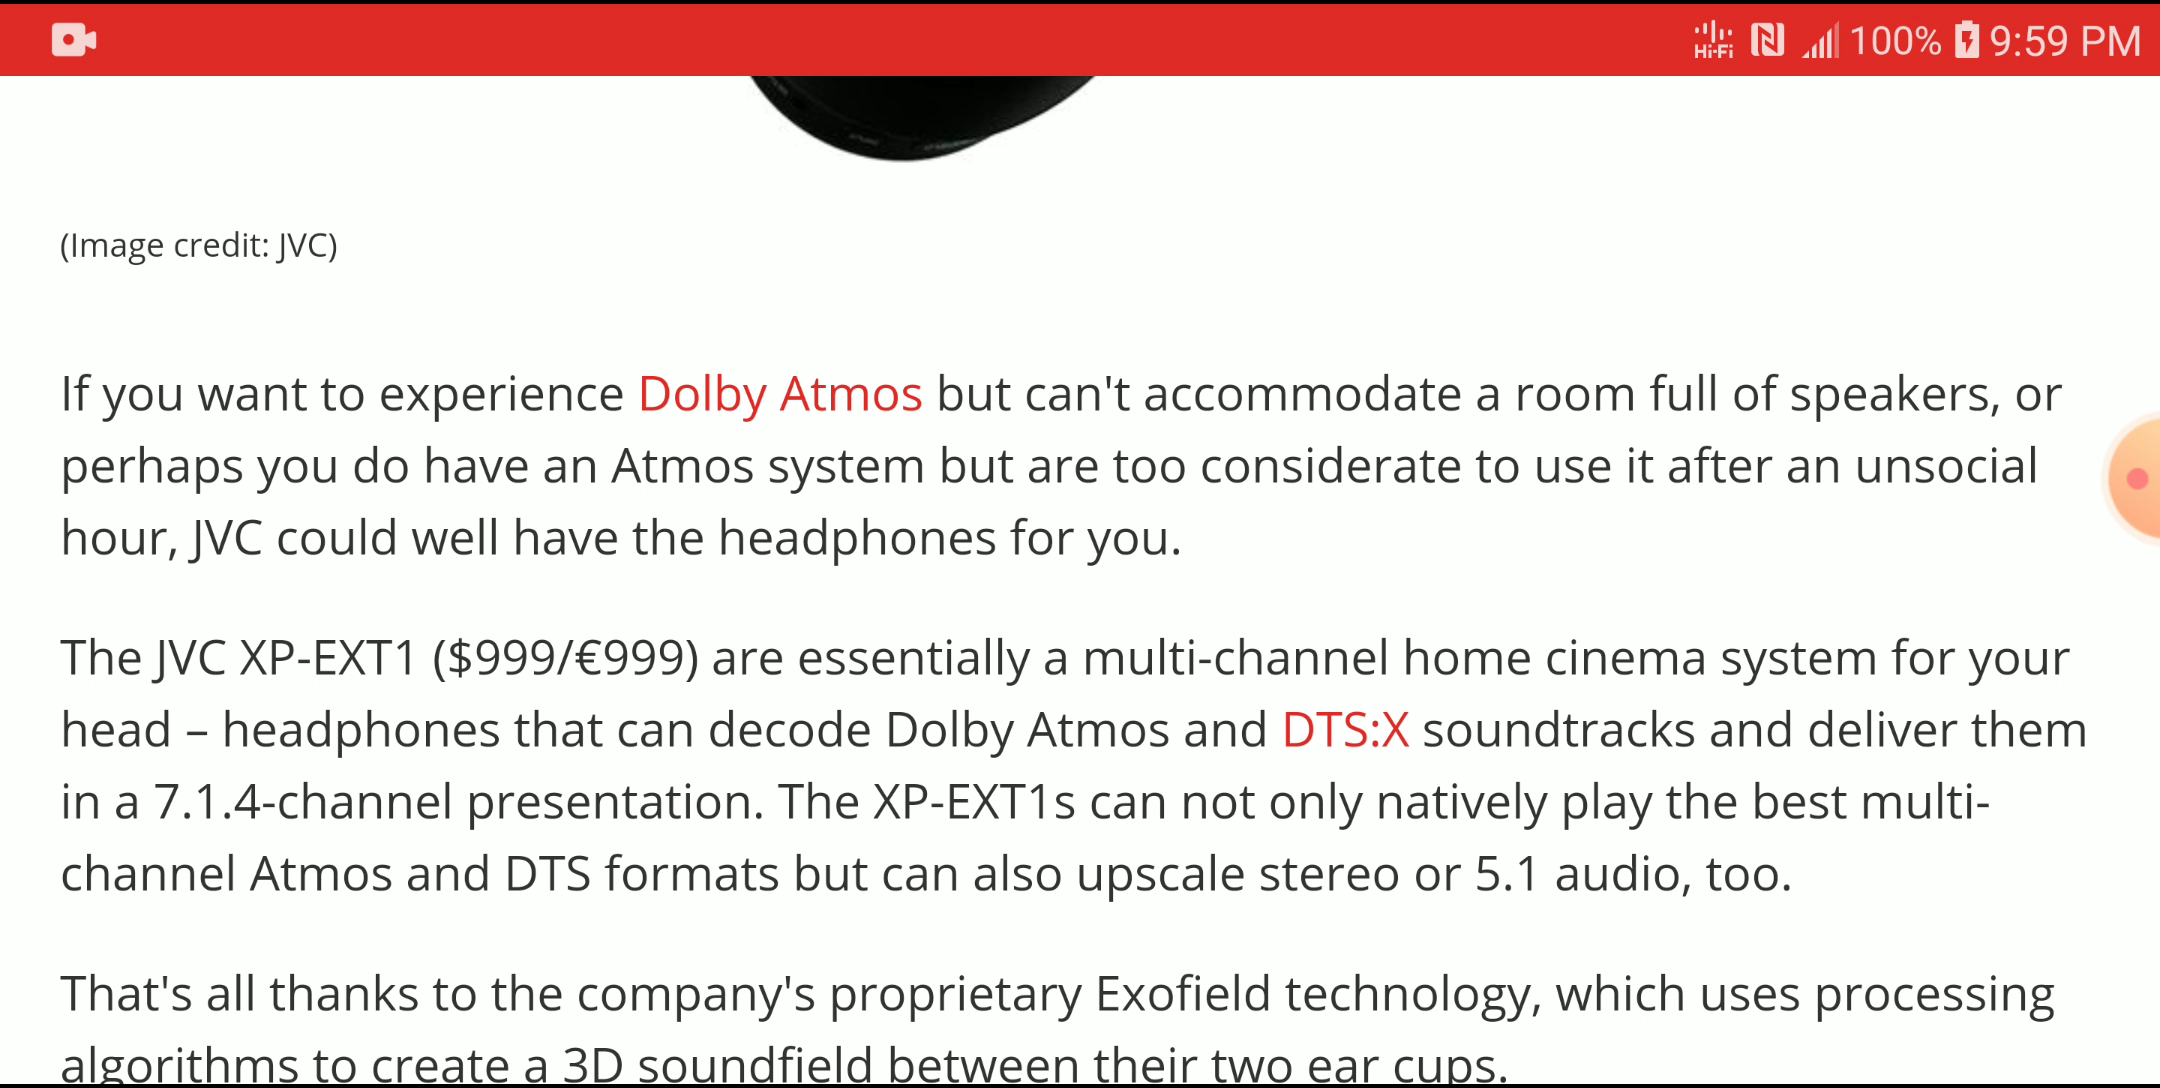 Hi-Fi 100% 9:59 PM
(Image credit: JVC)
If you want to experience Dolby Atmos but can't accommodate a room full of speakers, or
perhaps you do have an Atmos system but are too considerate to use it after an unsocial
hour, JVC could well have the headphones for you.
The JVC XP-EXT1 ($999/€999) are essentially a multi-channel home cinema system for your
head – headphones that can decode Dolby Atmos and DTS:X soundtracks and deliver them
in a 7.1.4-channel presentation. The XP-EXT1s can not only natively play the best multi-
channel Atmos and DTS formats but can also upscale stereo or 5.1 audio, too.
That's all thanks to the company's proprietary Exofield technology, which uses processing
algorithms to create a 3D soundfield between their two ear cups.